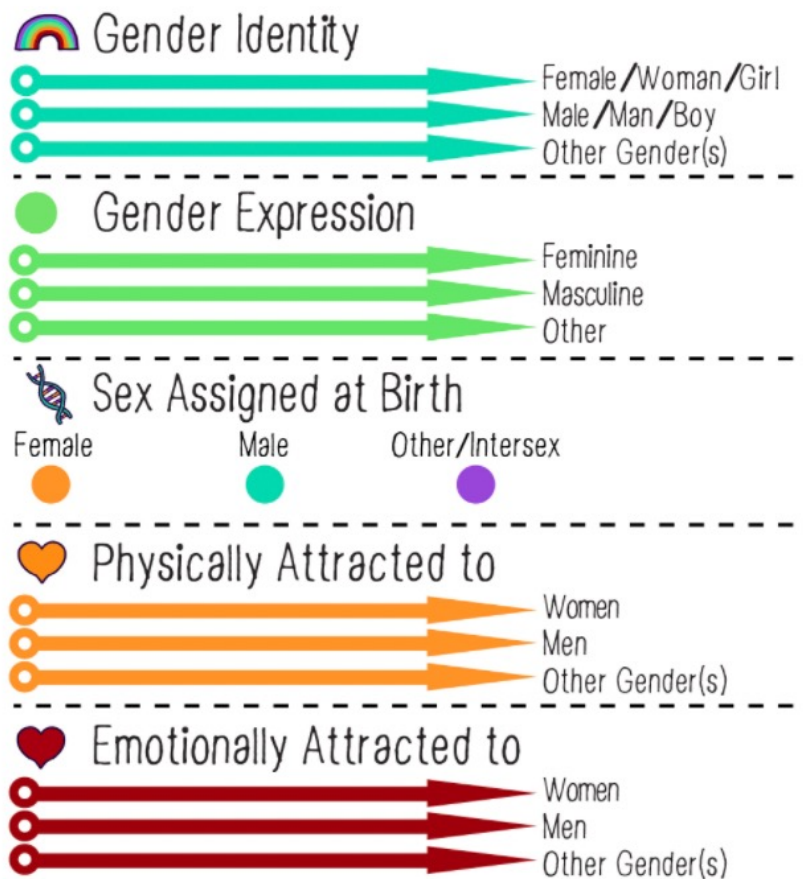 Gender Identity
Female/Woman/Girl
Male/Man/Boy
Other Gender(s)
Gender Expression
Feminine
Masculine
Other
Sex Assigned at Birth
Female Male Other/Intersex
Physically Attracted to
Women
Men
Other Gender(s)
Emotionally Attracted to
Women
Men
Other Gender(s)